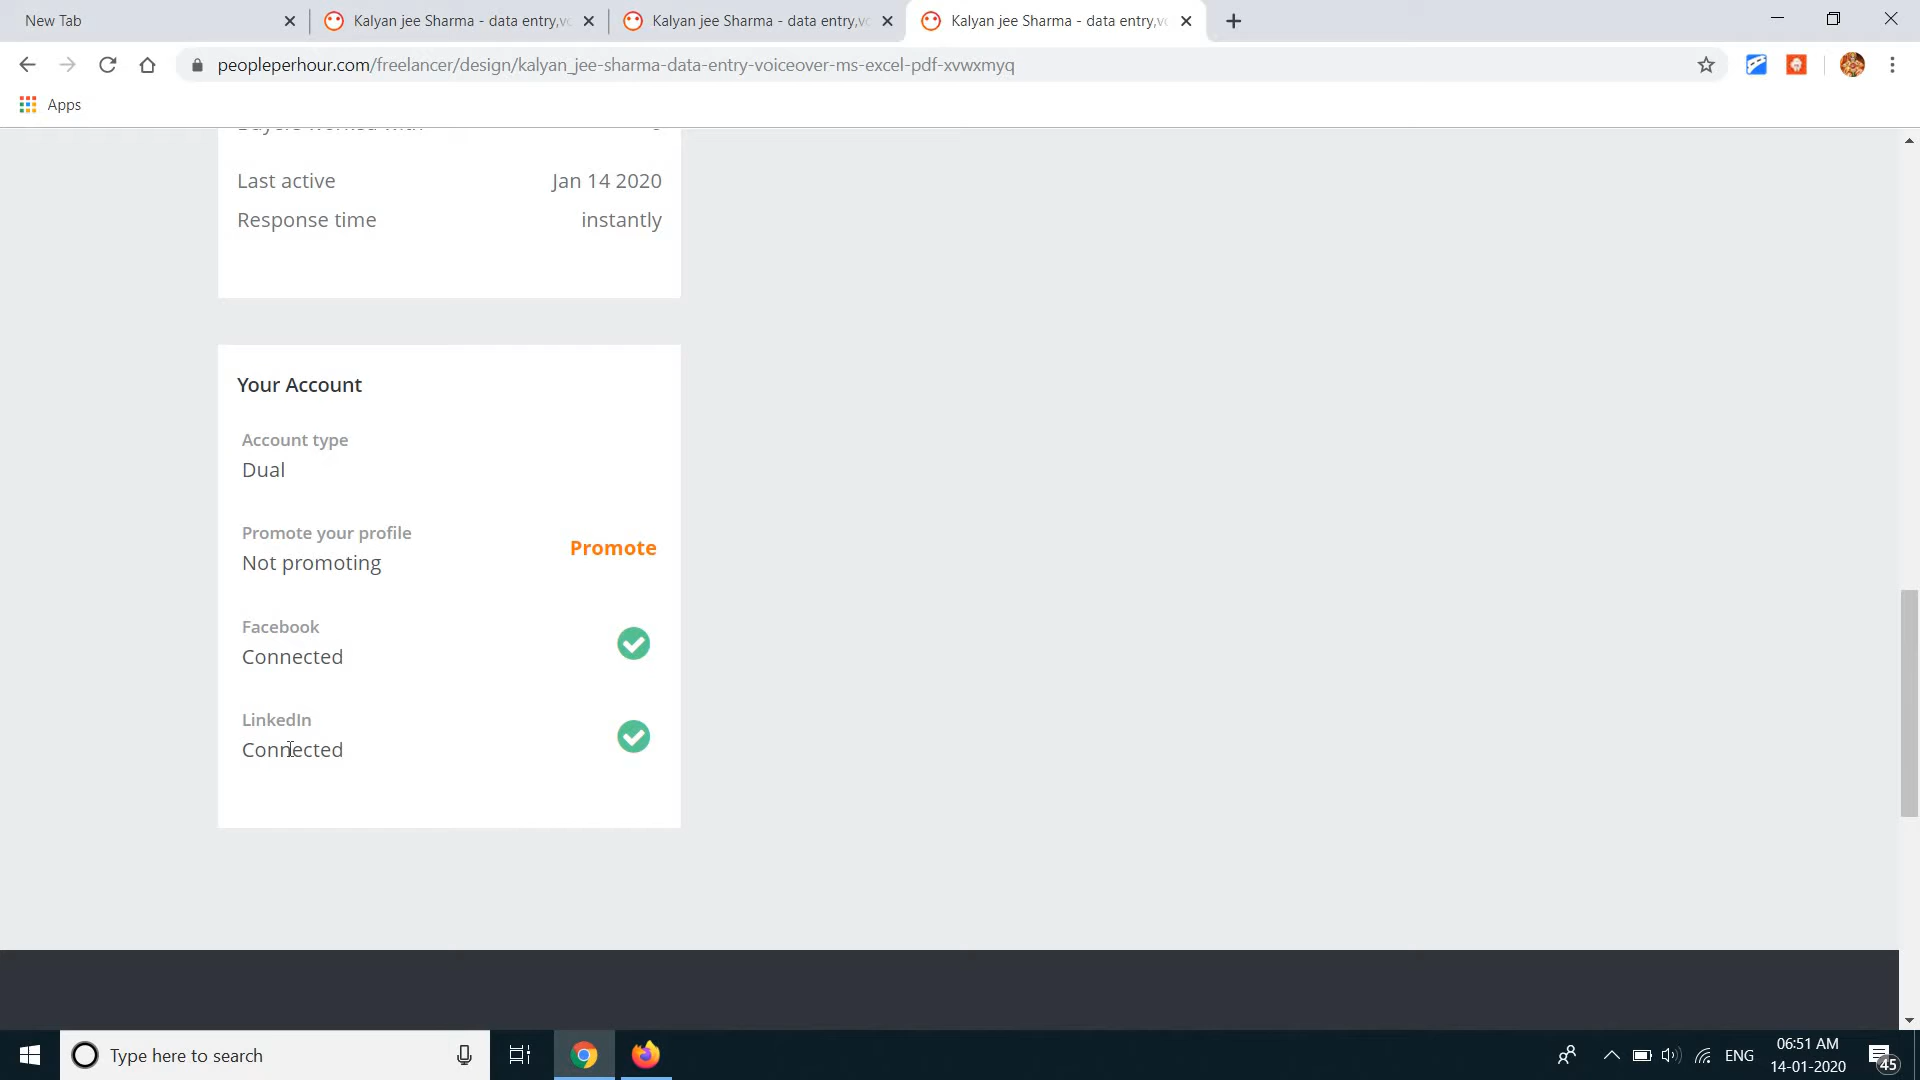 New Tab
Kalyan jee Sharma - data entry,vo
Kalyan jee Sharma - data entry,vo
Kalyan jee Sharma - data entry,vo
peopleperhour.com/freelancer/design/kalyan_jee-sharma-data-entry-voiceover-ms-excel-pdf-xvwxmyq
Apps
Last active Jan 14 2020
Response time instantly
Your Account
Account type
Dual
Promote your profile
Not promoting
Promote
Facebook
Connected
LinkedIn
Connected
Type here to search
ENG
06:51 AM
14-01-2020
45